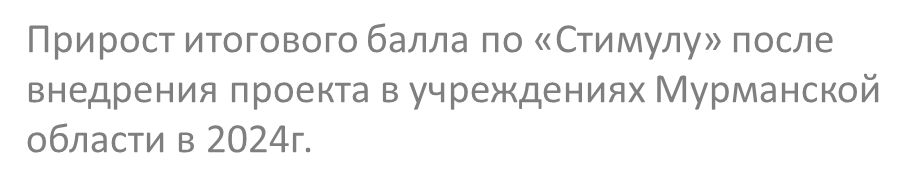 Прирост итогового балла по «Стимулу» после
внедрения проекта в учреждениях Мурманской
области в 2024г.